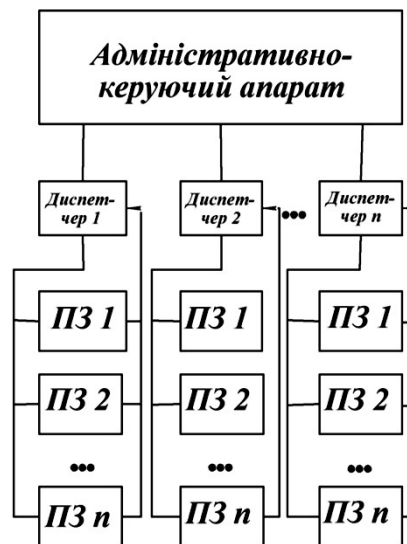 Адміністративно-
керуючий апарат
Диспет-
чер 1
Диспет-
чер 2
•••
Диспет-
чер n
ПЗ 1
ПЗ 1
ПЗ 1
ПЗ 2
ПЗ 2
ПЗ 2
•••
•••
•••
ПЗ n
ПЗ n
ПЗ n